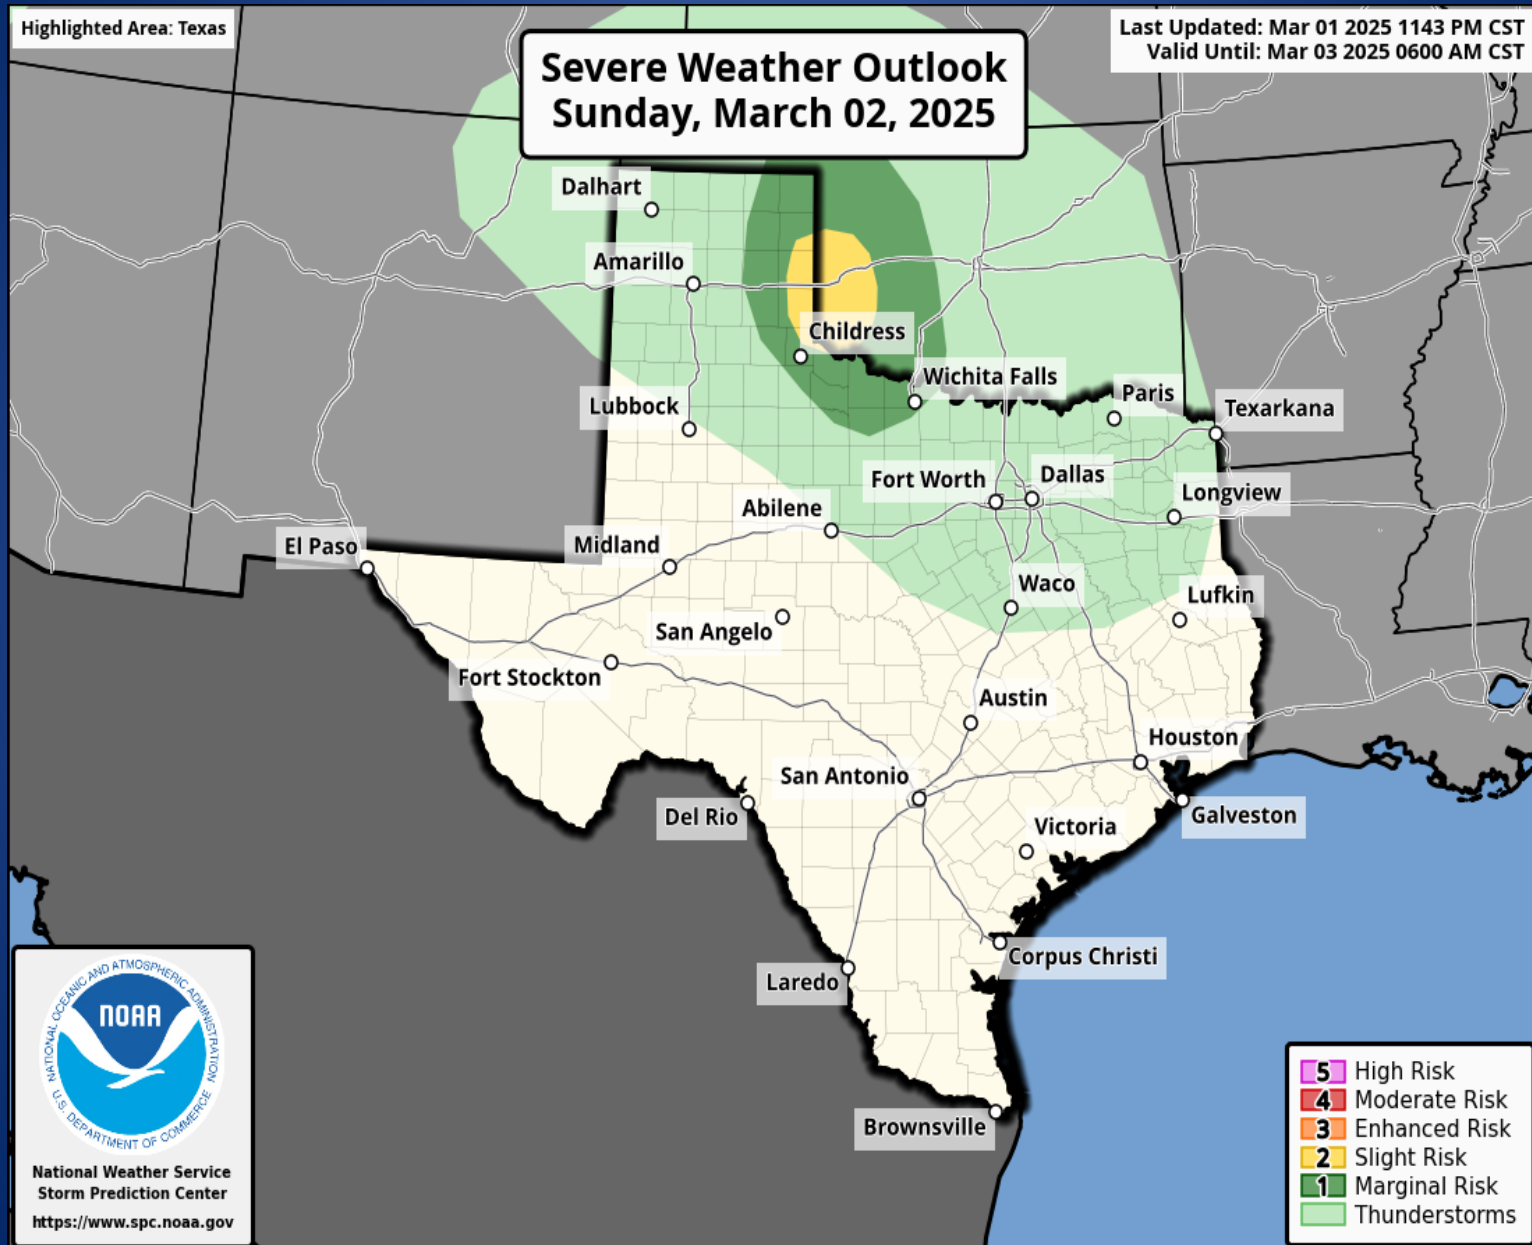 Highlighted Area: Texas
Severe Weather Outlook
Sunday, March 02, 2025
Last Updated: Mar 01 2025 1143 PM CST
Valid Until: Mar 03 2025 0600 AM CST
Dalhart
Amarillo
Childress
Wichita Falls
Paris
Texarkana
Lubbock
Fort Worth
Dallas
Longview
Abilene
El Paso
Midland
Waco
Lufkin
San Angelo
Fort Stockton
Austin
Houston
San Antonio
Del Rio
Galveston
Victoria
Corpus Christi
Laredo
Brownsville
NATIONAL OCEANIC AND ATMOSPHERIC ADMINISTRATION
NOAA
U.S. DEPARTMENT OF COMMERCE
National Weather Service
Storm Prediction Center
https://www.spc.noaa.gov
5 High Risk
4 Moderate Risk
3 Enhanced Risk
2 Slight Risk
1 Marginal Risk
Thunderstorms